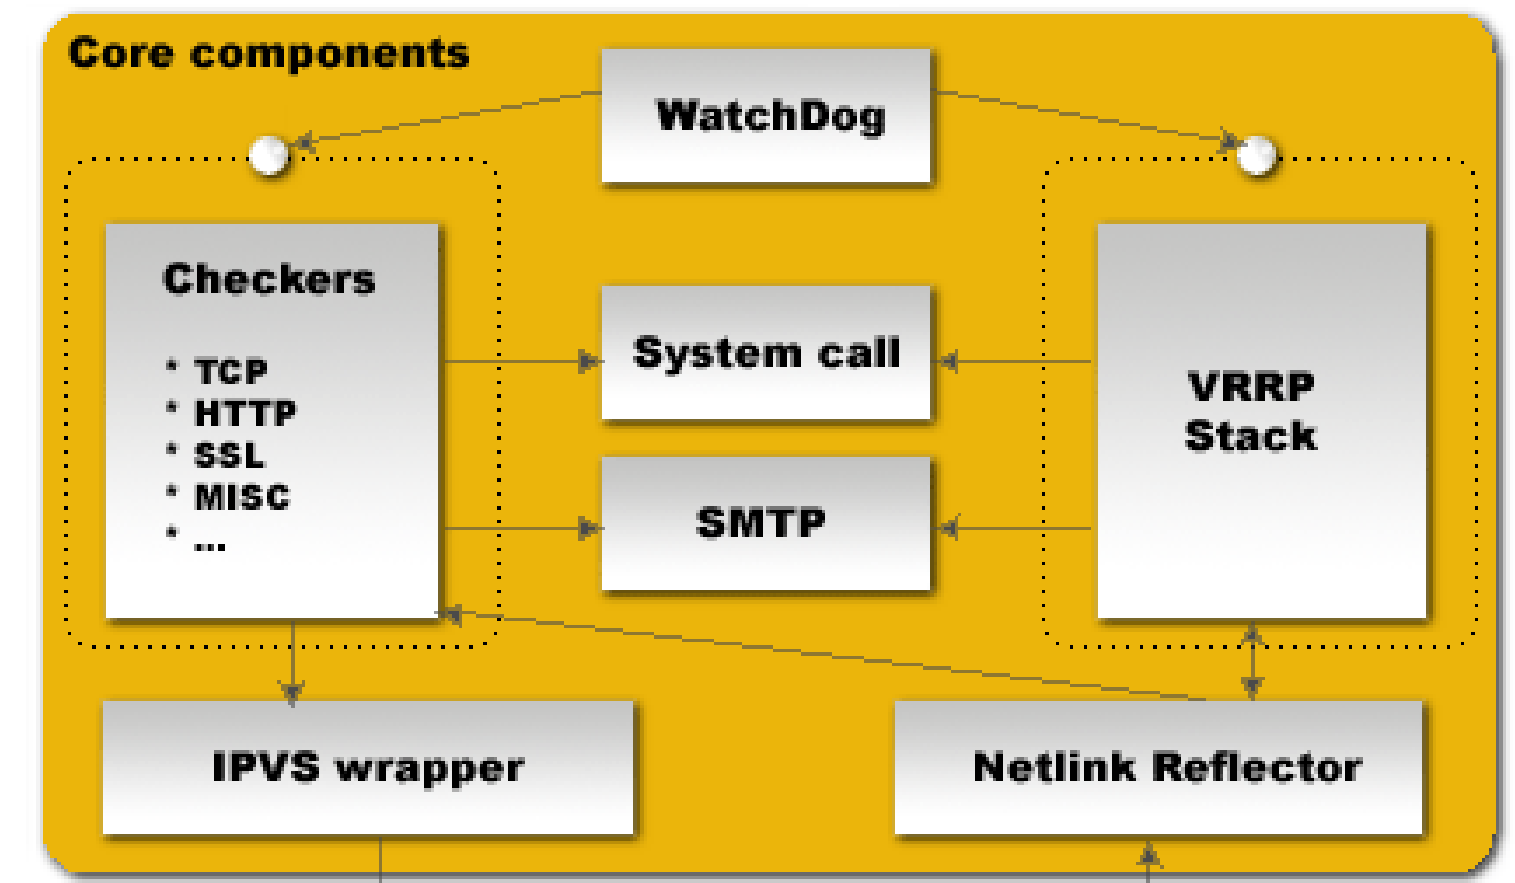 Core components
WatchDog
Checkers
* TCP
* HTTP
* SSL
* MISC
* ...
System call
SMTP
VRRP
Stack
IPVS wrapper
Netlink Reflector